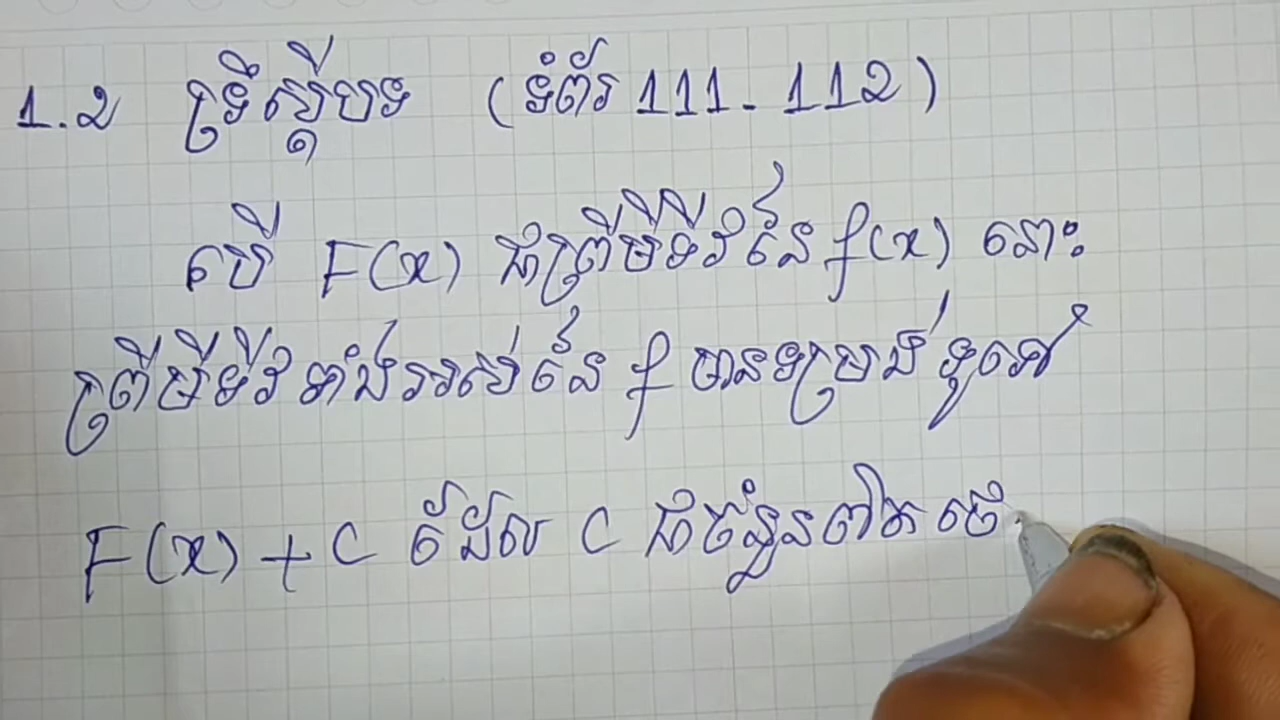 1.2 ទ្រឹស្តីបទ (ទំព័រ 111-112)
បើ F(x) ជាព្រីមីទីវនៃ f(x) នោះ
ព្រីមីទីវទាំងអស់នៃ f មានទម្រង់ទូទៅ
F(x) + C ដែល C ជាចំនួនពិត ថេ